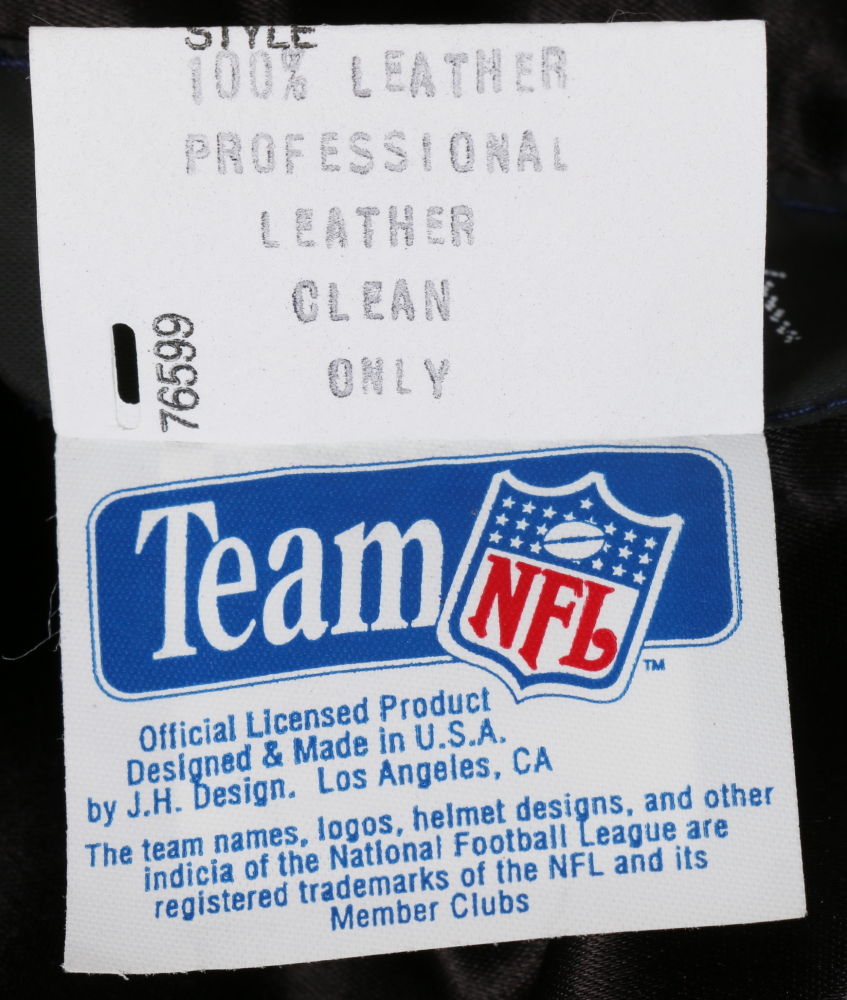 STYLE
100% LEATHER
PROFESSIONAL
LEATHER
CLEAN
ONLY
76599
Team NFL ™
Official Licensed Product
Designed & Made in U.S.A.
by J.H. Design. Los Angeles, CA
The team names, logos, helmet designs, and other
indicia of the National Football League are
registered trademarks of the NFL and its
Member Clubs